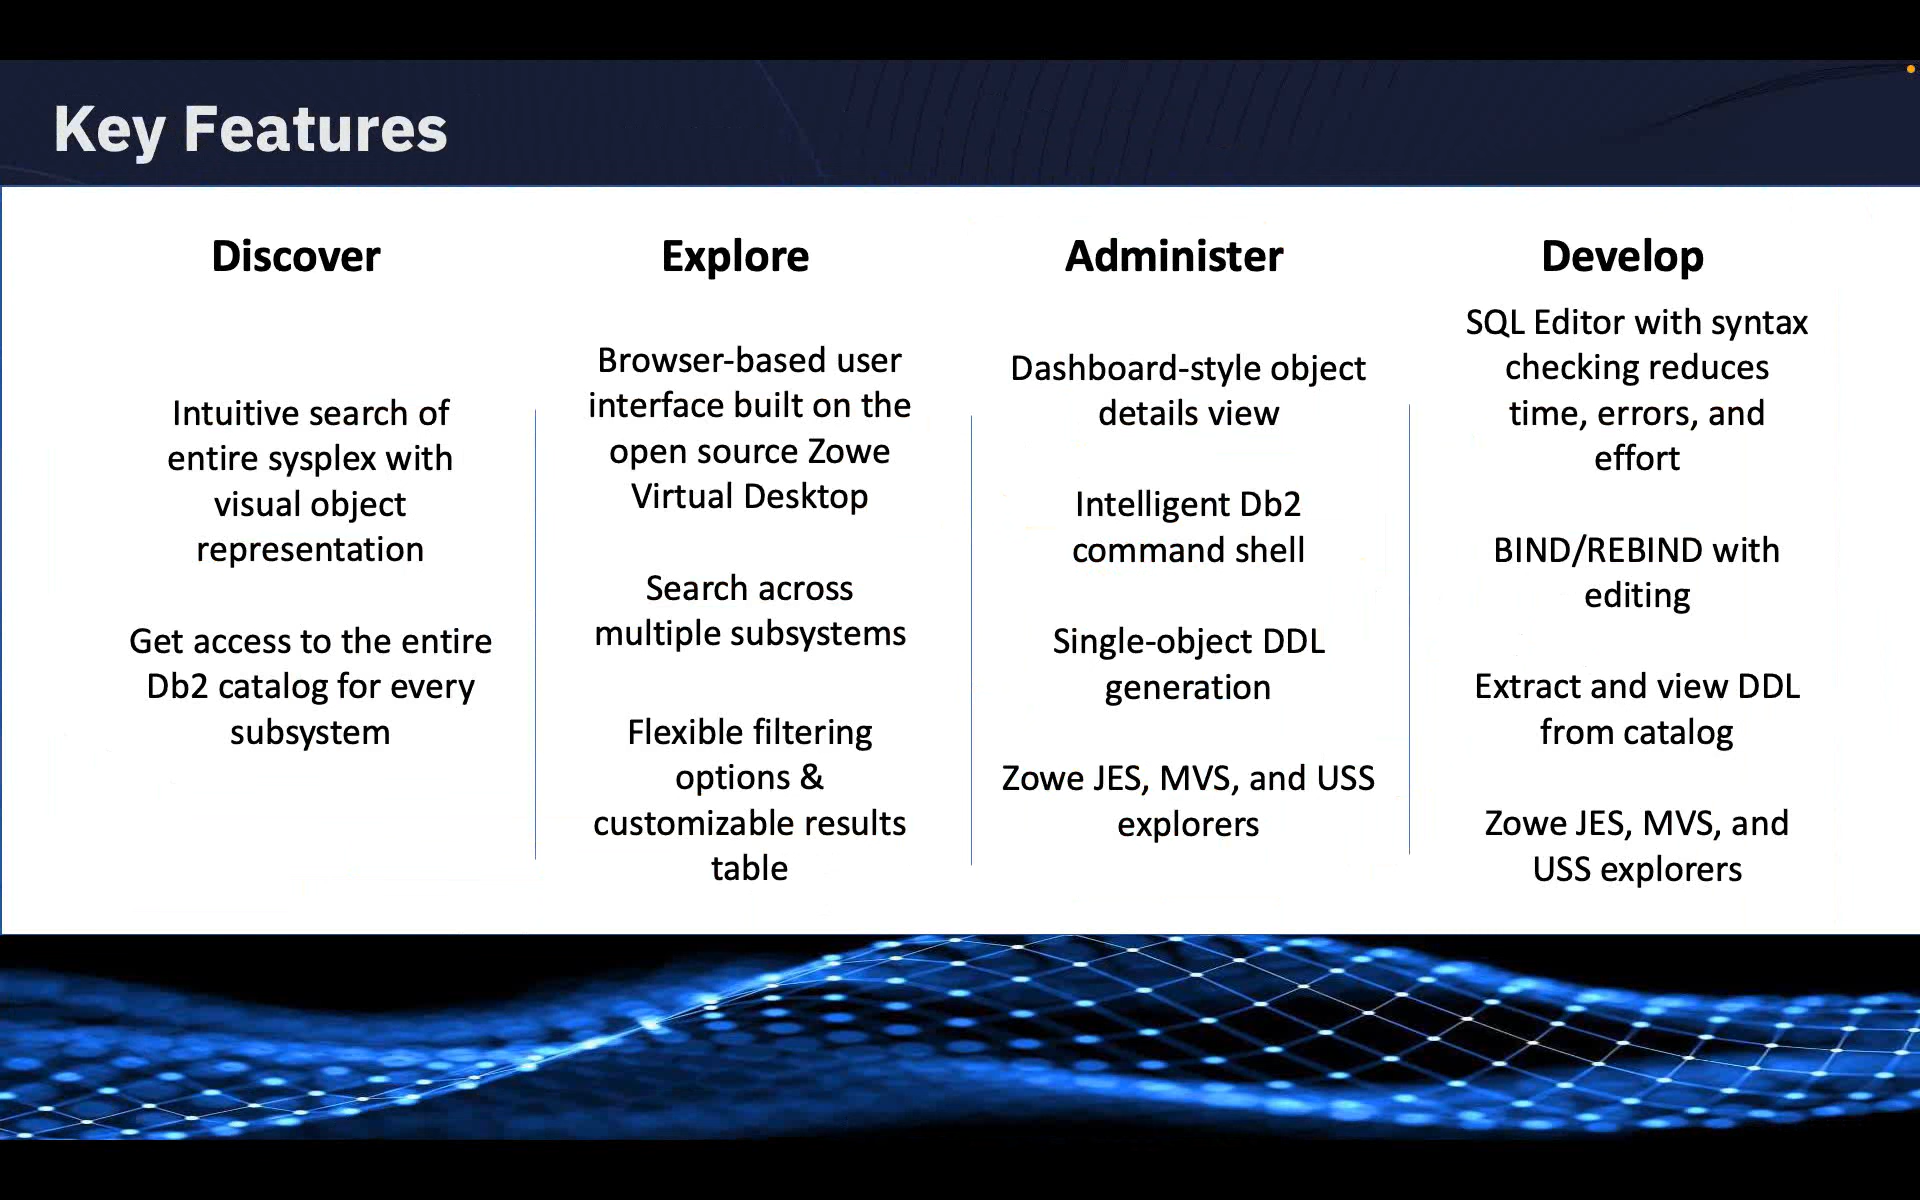 Key Features
Discover
Intuitive search of
entire sysplex with
visual object
representation
Get access to the entire
Db2 catalog for every
subsystem
Explore
Browser-based user
interface built on the
open source Zowe
Virtual Desktop
Search across
multiple subsystems
Flexible filtering
options &
customizable results
table
Administer
Dashboard-style object
details view
Intelligent Db2
command shell
Single-object DDL
generation
Zowe JES, MVS, and USS
explorers
Develop
SQL Editor with syntax
checking reduces
time, errors, and
effort
BIND/REBIND with
editing
Extract and view DDL
from catalog
Zowe JES, MVS, and
USS explorers